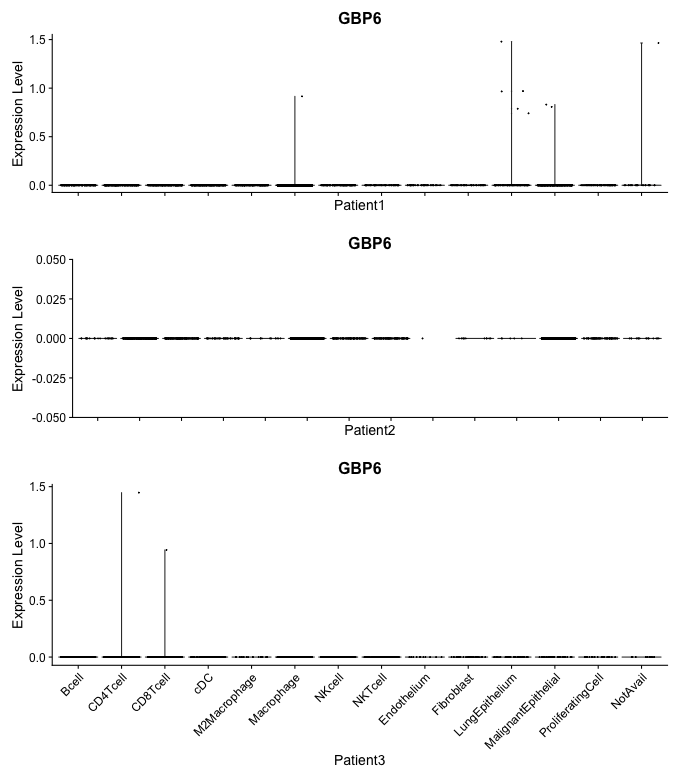 GBP6
1.5
1.0
0.5
0.0
Expression Level
Patient1
GBP6
0.050
0.025
0.000
-0.025
-0.050
Expression Level
Patient2
GBP6
1.5
1.0
0.5
0.0
Expression Level
Bcell
CD4Tcell
CD8Tcell
cDC
M2Macrophage
Macrophage
NKcell
NKTcell
Endothelium
Fibroblast
LungEpithelium
MalignantEpithelial
ProliferatingCell
NotAvail
Patient3